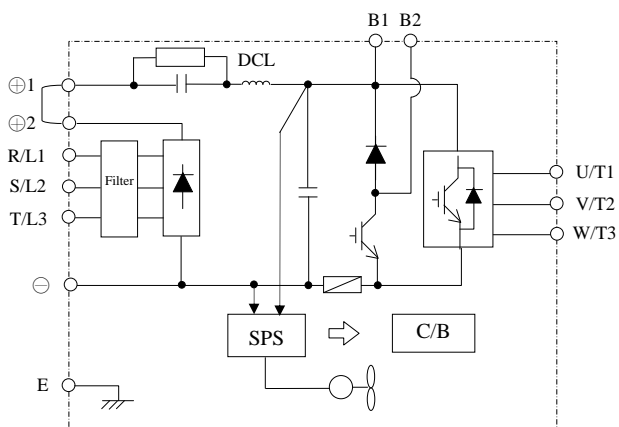 B1 B2
DCL
⊕1
⊕2
R/L1
S/L2
T/L3
Filter
U/T1
V/T2
W/T3
⊖
SPS
C/B
E